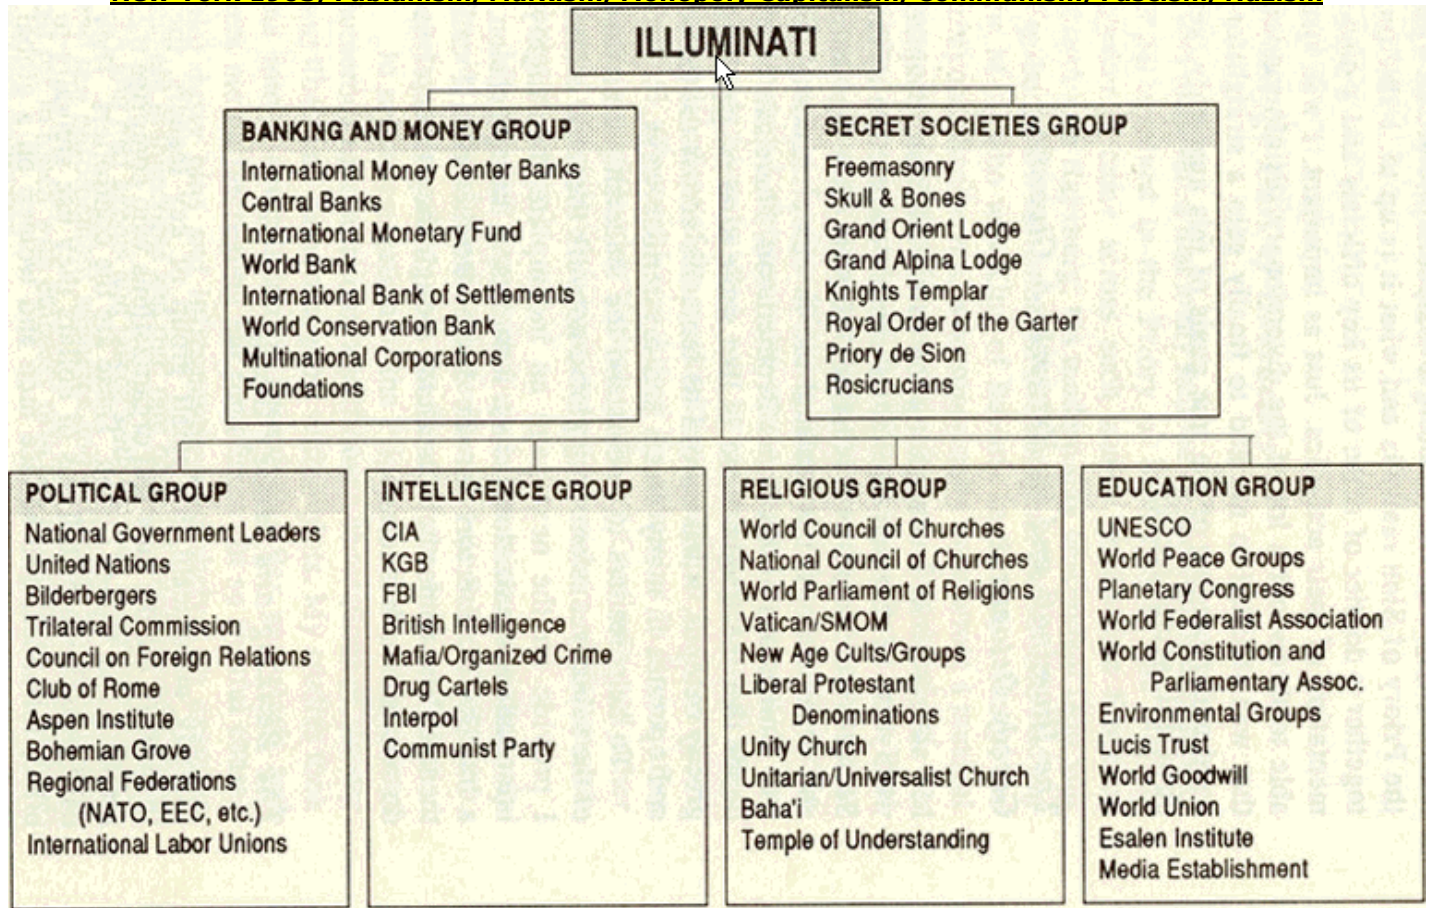 ILLUMINATI
BANKING AND MONEY GROUP
International Money Center Banks
Central Banks
International Monetary Fund
World Bank
International Bank of Settlements
World Conservation Bank
Multinational Corporations
Foundations
SECRET SOCIETIES GROUP
Freemasonry
Skull & Bones
Grand Orient Lodge
Grand Alpina Lodge
Knights Templar
Royal Order of the Garter
Priory de Sion
Rosicrucians
POLITICAL GROUP
National Government Leaders
United Nations
Bilderbergers
Trilateral Commission
Council on Foreign Relations
Club of Rome
Aspen Institute
Bohemian Grove
Regional Federations
(NATO, EEC, etc.)
International Labor Unions
INTELLIGENCE GROUP
CIA
KGB
FBI
British Intelligence
Mafia/Organized Crime
Drug Cartels
Interpol
Communist Party
RELIGIOUS GROUP
World Council of Churches
National Council of Churches
World Parliament of Religions
Vatican/SMOM
New Age Cults/Groups
Liberal Protestant
Denominations
Unity Church
Unitarian/Universalist Church
Baha'i
Temple of Understanding
EDUCATION GROUP
UNESCO
World Peace Groups
Planetary Congress
World Federalist Association
World Constitution and
Parliamentary Assoc.
Environmental Groups
Lucis Trust
World Goodwill
World Union
Esalen Institute
Media Establishment